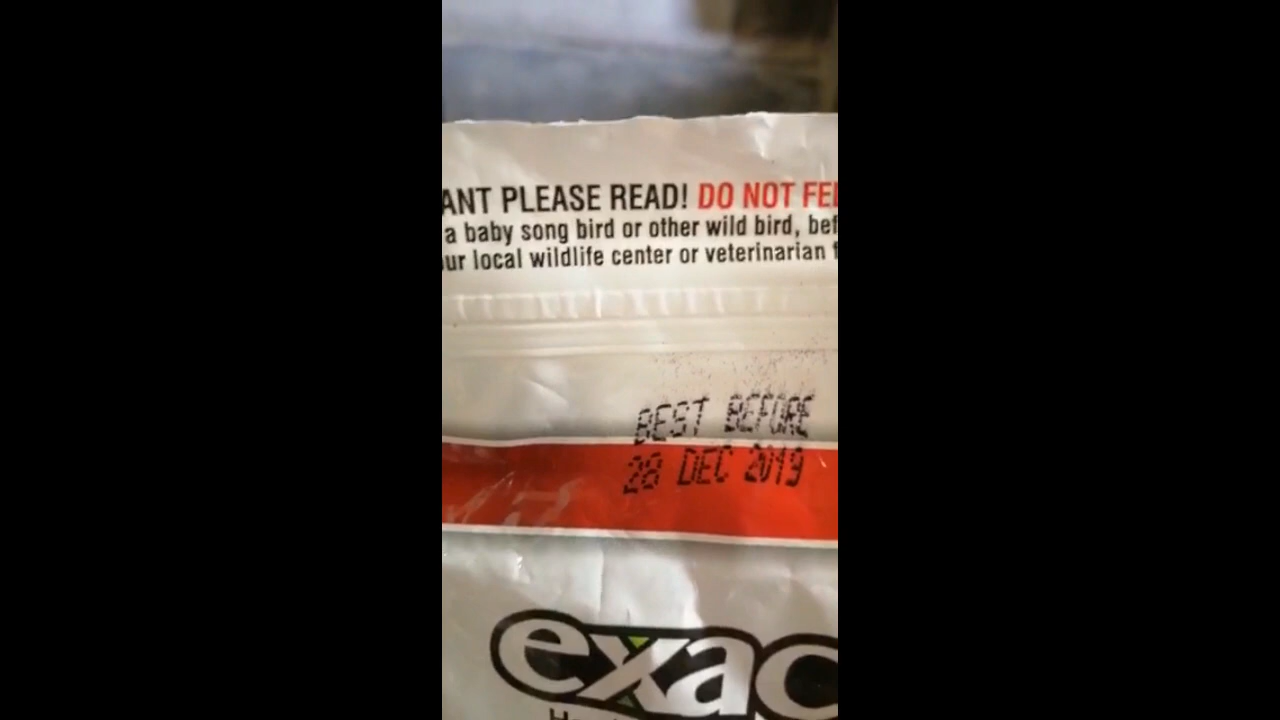 ANT PLEASE READ! DO NOT FE
a baby song bird or other wild bird, bef
ur local wildlife center or veterinarian f
BEST BEFORE
28 DEC 2019
exac